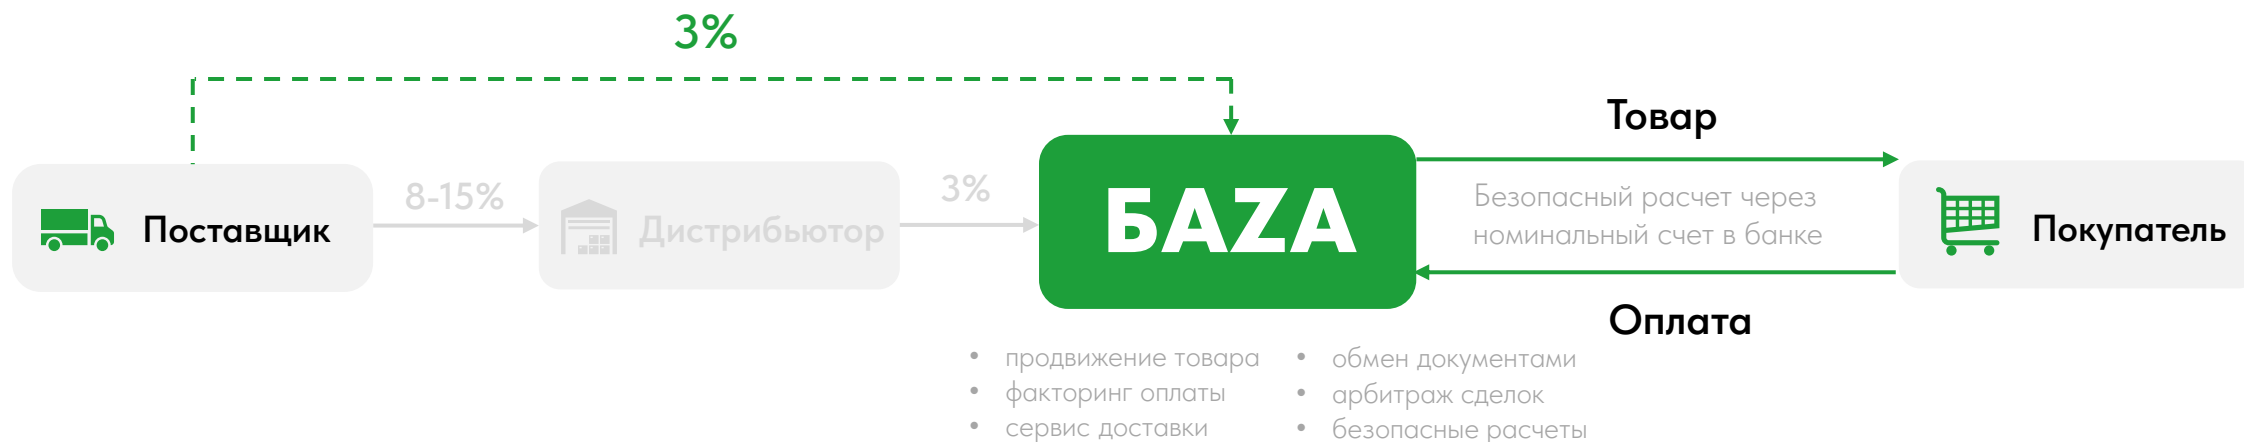 3%
Товар
8-15%
3%
Поставщик
Дистрибьютор
БАZА
Безопасный расчет через
номинальный счет в банке
Покупатель
Оплата
• продвижение товара
• факторинг оплаты
• сервис доставки
• обмен документами
• арбитраж сделок
• безопасные расчеты